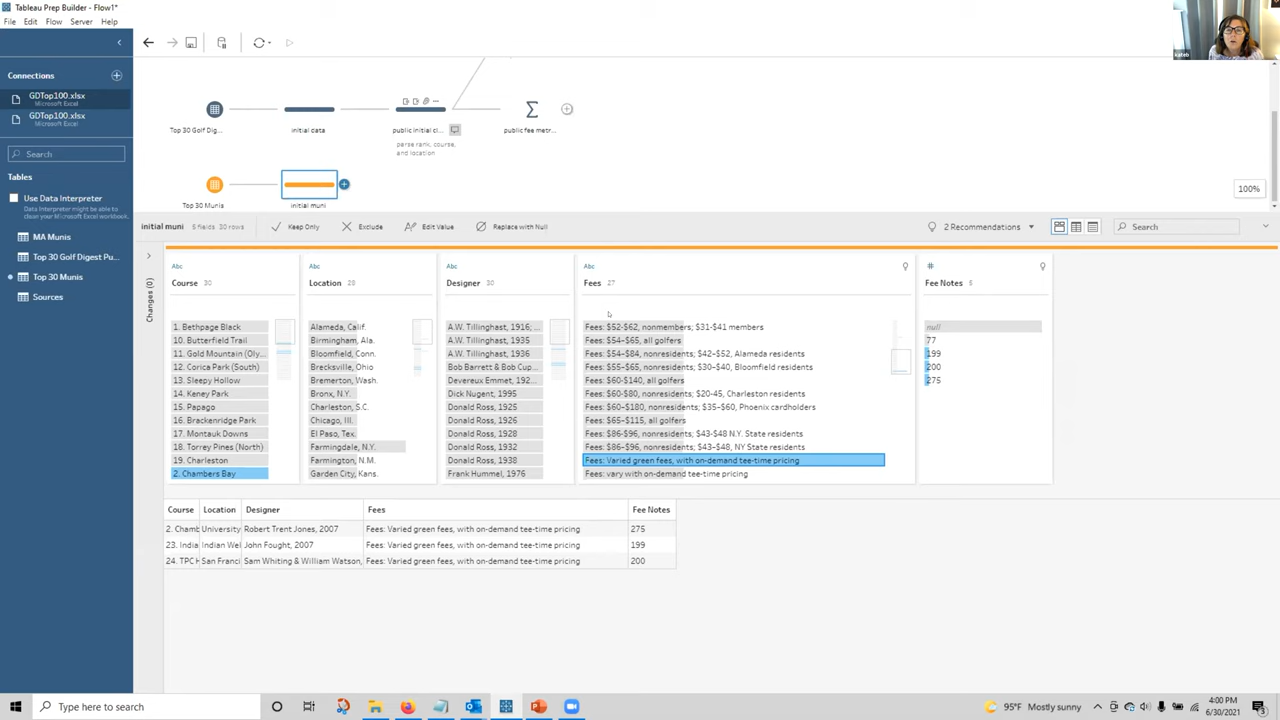 Tableau Prep Builder - Flow1*
File Edit Flow Server Help
Connections
GDTop100.xlsx
Microsoft Excel
GDTop100.xlsx
Microsoft Excel
Search
Tables
Use Data Interpreter
Data Interpreter might be able to
clean your Microsoft Excel workbook.
MA Munis
Top 30 Golf Digest Pu...
Top 30 Munis
Sources
Top 30 Golf Dig...
initial data
public initial cl...
public fee metr...
parse rank, course,
and location
Top 30 Munis
initial muni
100%
kateb
initial muni 5 fields 30 rows Keep Only Exclude Edit Value Replace with Null 2 Recommendations Search
Changes (0)
Abc Abc Abc Abc #
Course 30 Location 28 Designer 30 Fees 27 Fee Notes 5
1. Bethpage Black Alameda, Calif. A.W. Tillinghast, 1916; ... Fees: $52-$62, nonmembers; $31-$41 members null
10. Butterfield Trail Birmingham, Ala. A.W. Tillinghast, 1935 Fees: $54-$65, all golfers 77
11. Gold Mountain (Oly... Bloomfield, Conn. A.W. Tillinghast, 1936 Fees: $54-$84, nonresidents; $42-$52, Alameda residents 199
12. Corica Park (South) Brecksville, Ohio Bob Barrett & Bob Cup... Fees: $55-$65, nonresidents; $30-$40, Bloomfield residents 200
13. Sleepy Hollow Bremerton, Wash. Devereux Emmet, 192... Fees: $60-$140, all golfers 275
14. Keney Park Bronx, N.Y. Dick Nugent, 1995 Fees: $60-$80, nonresidents; $20-45, Charleston residents
15. Papago Charleston, S.C. Donald Ross, 1925 Fees: $60-$180, nonresidents; $35-$60, Phoenix cardholders
16. Brackenridge Park Chicago, Ill. Donald Ross, 1926 Fees: $65-$115, all golfers
17. Montauk Downs El Paso, Tex. Donald Ross, 1928 Fees: $86-$96, nonresidents; $43-$48 N.Y. State residents
18. Torrey Pines (North) Farmingdale, N.Y. Donald Ross, 1932 Fees: $86-$96, nonresidents; $43-$48, NY State residents
19. Charleston Farmington, N.M. Donald Ross, 1938 Fees: Varied green fees, with on-demand tee-time pricing
2. Chambers Bay Garden City, Kans. Frank Hummel, 1976 Fees: vary with on-demand tee-time pricing
Course Location Designer Fees Fee Notes
2. Chamb University Robert Trent Jones, 2007 Fees: Varied green fees, with on-demand tee-time pricing 275
23. India Indian Wel John Fought, 2007 Fees: Varied green fees, with on-demand tee-time pricing 199
24. TPC H San Franci Sam Whiting & William Watson, Fees: Varied green fees, with on-demand tee-time pricing 200
Type here to search
95°F Mostly sunny
4:00 PM
6/30/2021